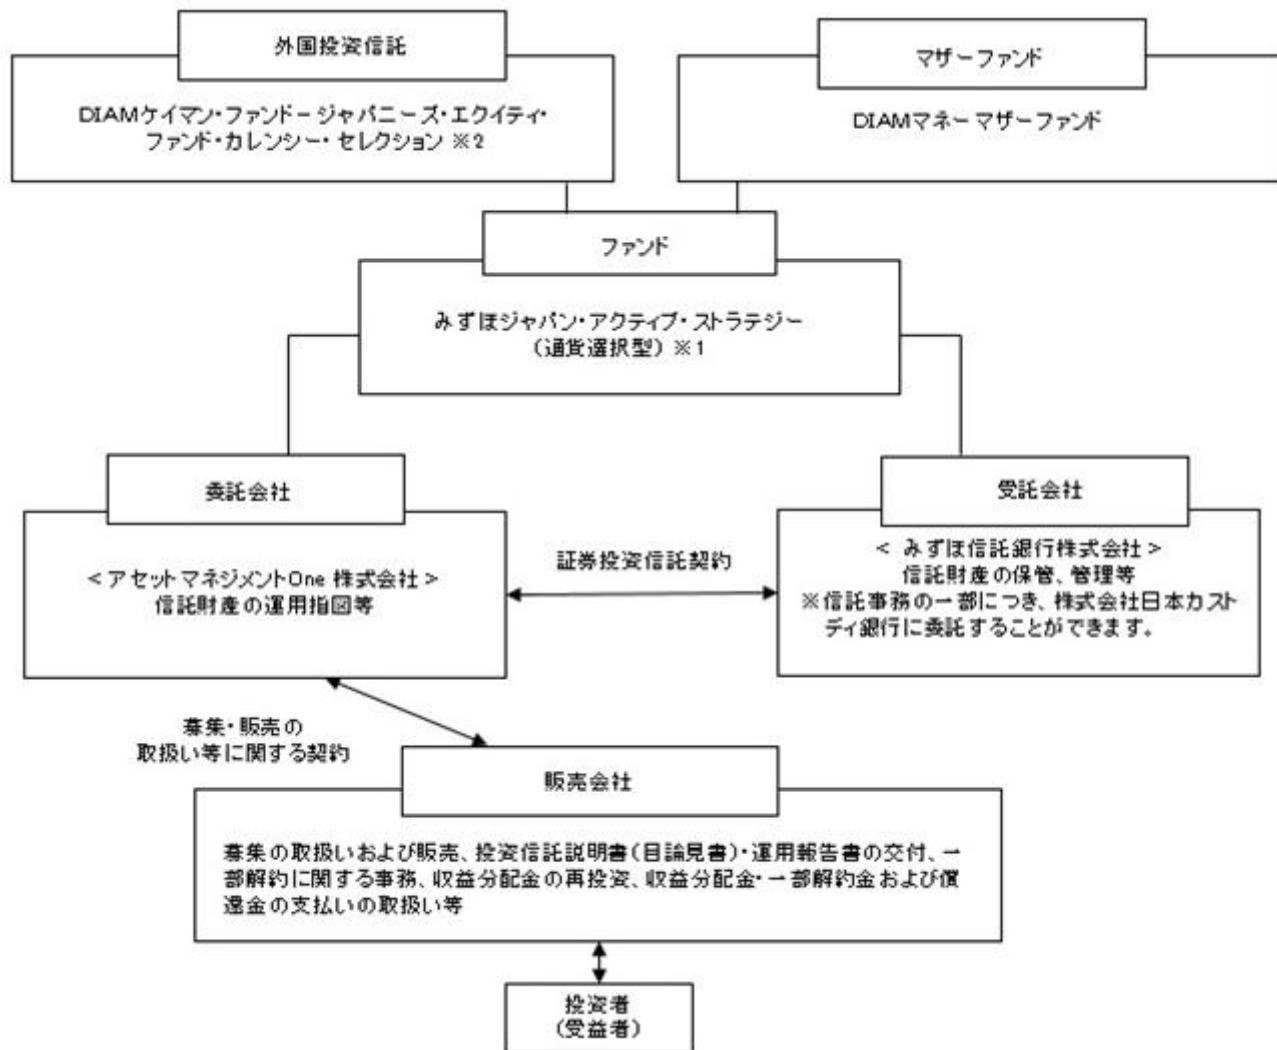 外国投資信託
DIAMケイマン・ファンド－ジャパニーズ・エクイティ・
ファンド・カレンシー・セレクション ※2
マザーファンド
DIAMマネーマザーファンド
ファンド
みずほジャパン・アクティブ・ストラテジー
（通貨選択型）※1
委託会社
＜アセットマネジメントOne 株式会社＞
信託財産の運用指図等
証券投資信託契約
受託会社
＜ みずほ信託銀行株式会社＞
信託財産の保管、管理等
※信託事務の一部につき、株式会社日本カスト
ディ銀行に委託することができます。
募集・販売の
取扱い等に関する契約
販売会社
募集の取扱いおよび販売、投資信託説明書（目論見書）・運用報告書の交付、一
部解約に関する事務、収益分配金の再投資、収益分配金・一部解約金および償
還金の支払いの取扱い等
投資者
（受益者）